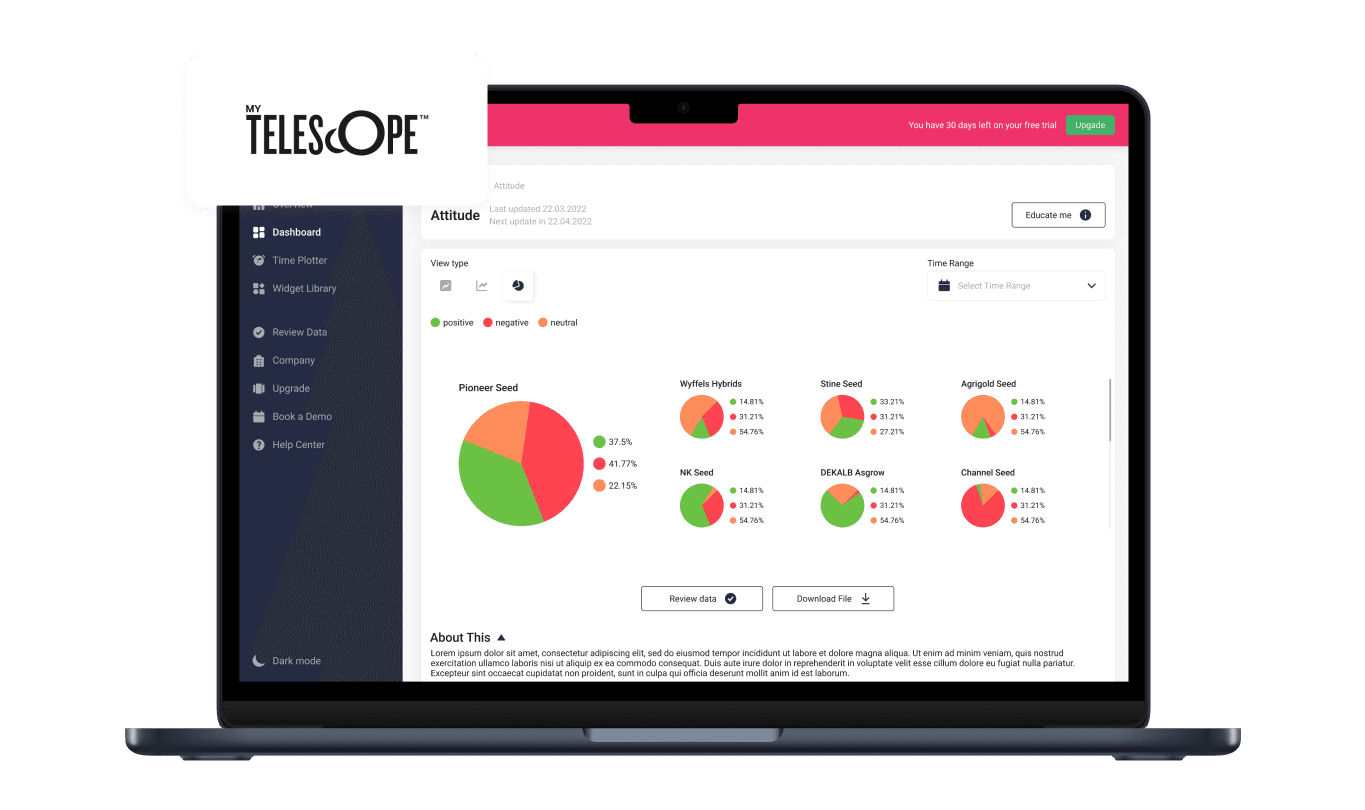 MY
TELESCOPE™
You have 30 days left on your free trial
Upgade
Attitude
Attitude
Last updated 22.03.2022
Next update in 22.04.2022
Educate me
Overview
Dashboard
Time Plotter
Widget Library
Review Data
Company
Upgrade
Book a Demo
Help Center
Dark mode
View type
Time Range
Select Time Range
positive negative neutral
Pioneer Seed
37.5%
41.77%
22.15%
Wyffels Hybrids
14.81%
31.21%
54.76%
Stine Seed
33.21%
31.21%
27.21%
Agrigold Seed
14.81%
31.21%
54.76%
NK Seed
14.81%
31.21%
54.76%
DEKALB Asgrow
14.81%
31.21%
54.76%
Channel Seed
14.81%
31.21%
54.76%
Review data
Download File
About This
Lorem ipsum dolor sit amet, consectetur adipiscing elit, sed do eiusmod tempor incididunt ut labore et dolore magna aliqua. Ut enim ad minim veniam, quis nostrud
exercitation ullamco laboris nisi ut aliquip ex ea commodo consequat. Duis aute irure dolor in reprehenderit in voluptate velit esse cillum dolore eu fugiat nulla pariatur.
Excepteur sint occaecat cupidatat non proident, sunt in culpa qui officia deserunt mollit anim id est laborum.